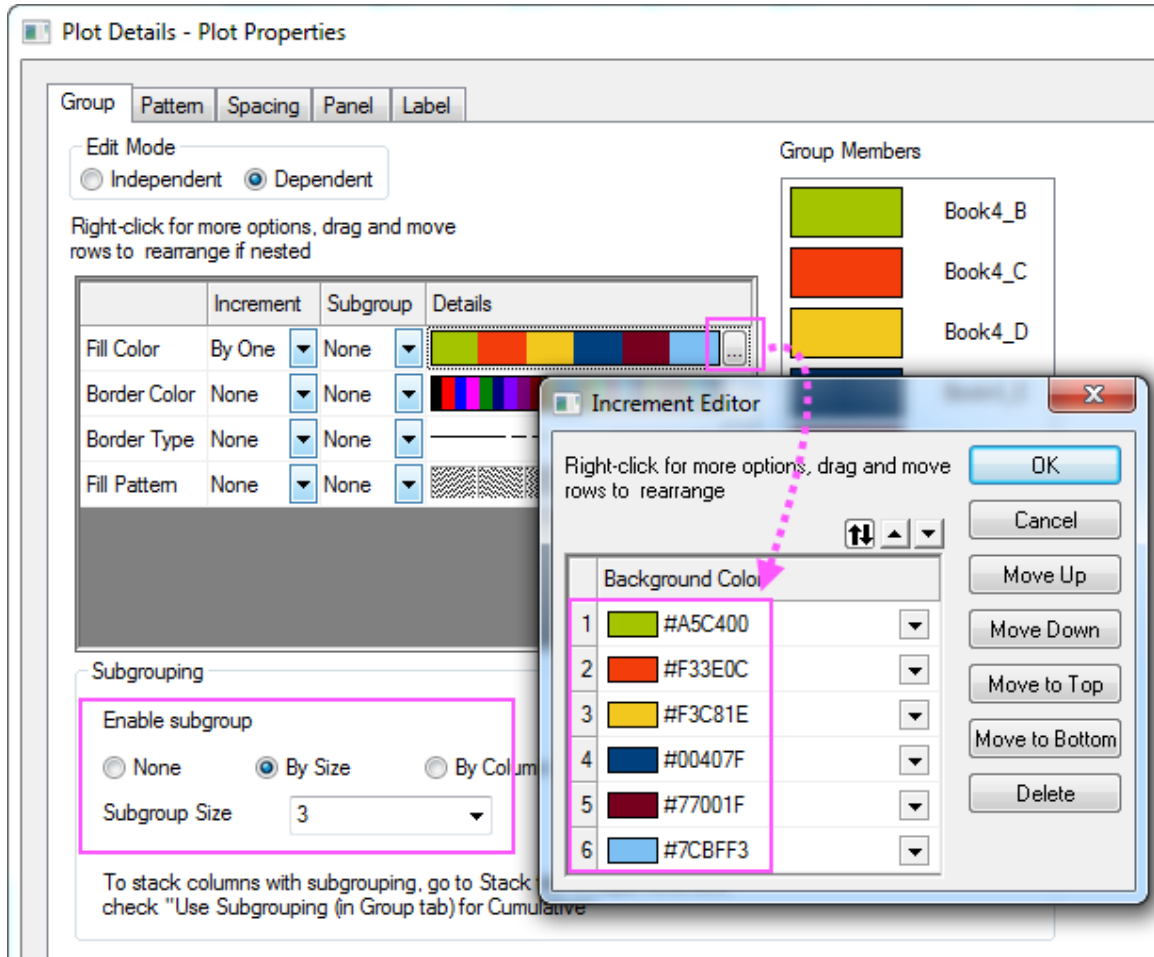 Plot Details - Plot Properties
Group Pattern Spacing Panel Label
Edit Mode
Independent Dependent
Group Members
Right-click for more options, drag and move
rows to rearrange if nested
Book4_B
Book4_C
Book4_D
Increment Subgroup Details
Fill Color By One None ...
Border Color None None
Border Type None None
Fill Pattern None None
Increment Editor
Right-click for more options, drag and move
rows to rearrange
OK
Cancel
Move Up
Move Down
Move to Top
Move to Bottom
Delete
Background Color
1 #A5C400
2 #F33E0C
3 #F3C81E
4 #00407F
5 #77001F
6 #7CBFF3
Subgrouping
Enable subgroup
None By Size By Colum
Subgroup Size 3
To stack columns with subgrouping, go to Stack
check "Use Subgrouping (in Group tab) for Cumulative